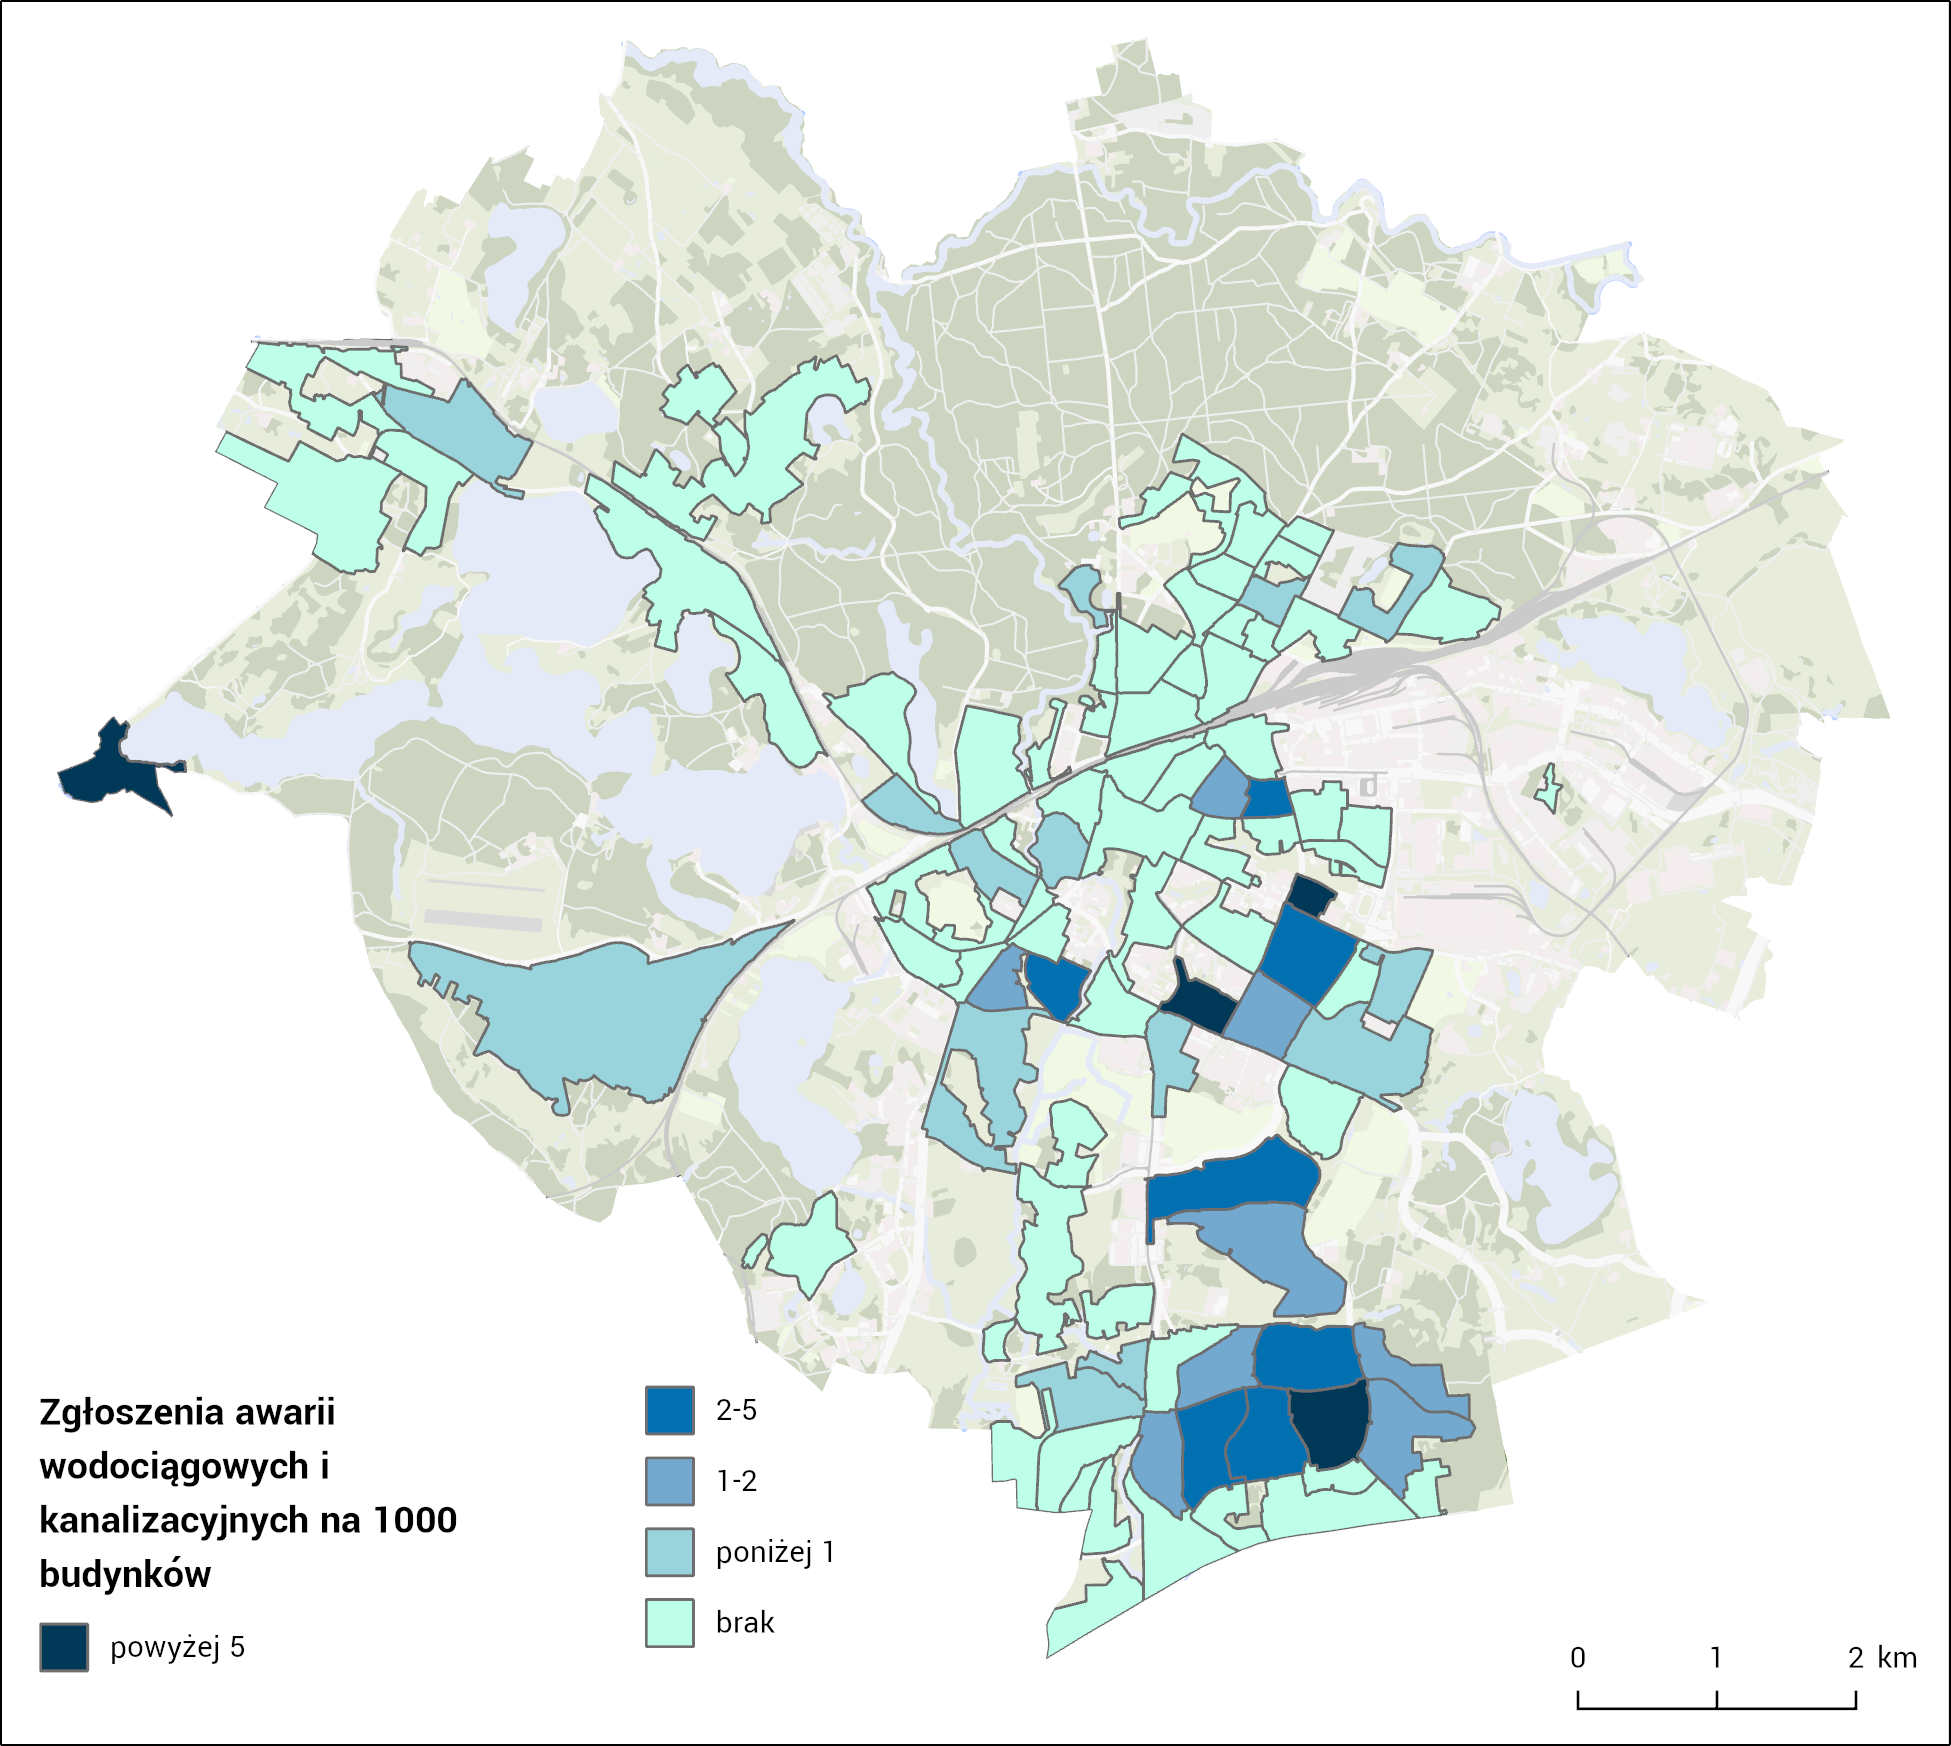 Zgłoszenia awarii
wodociągowych i
kanalizacyjnych na 1000
budynków
powyżej 5
2-5
1-2
poniżej 1
brak
0 1 2 km